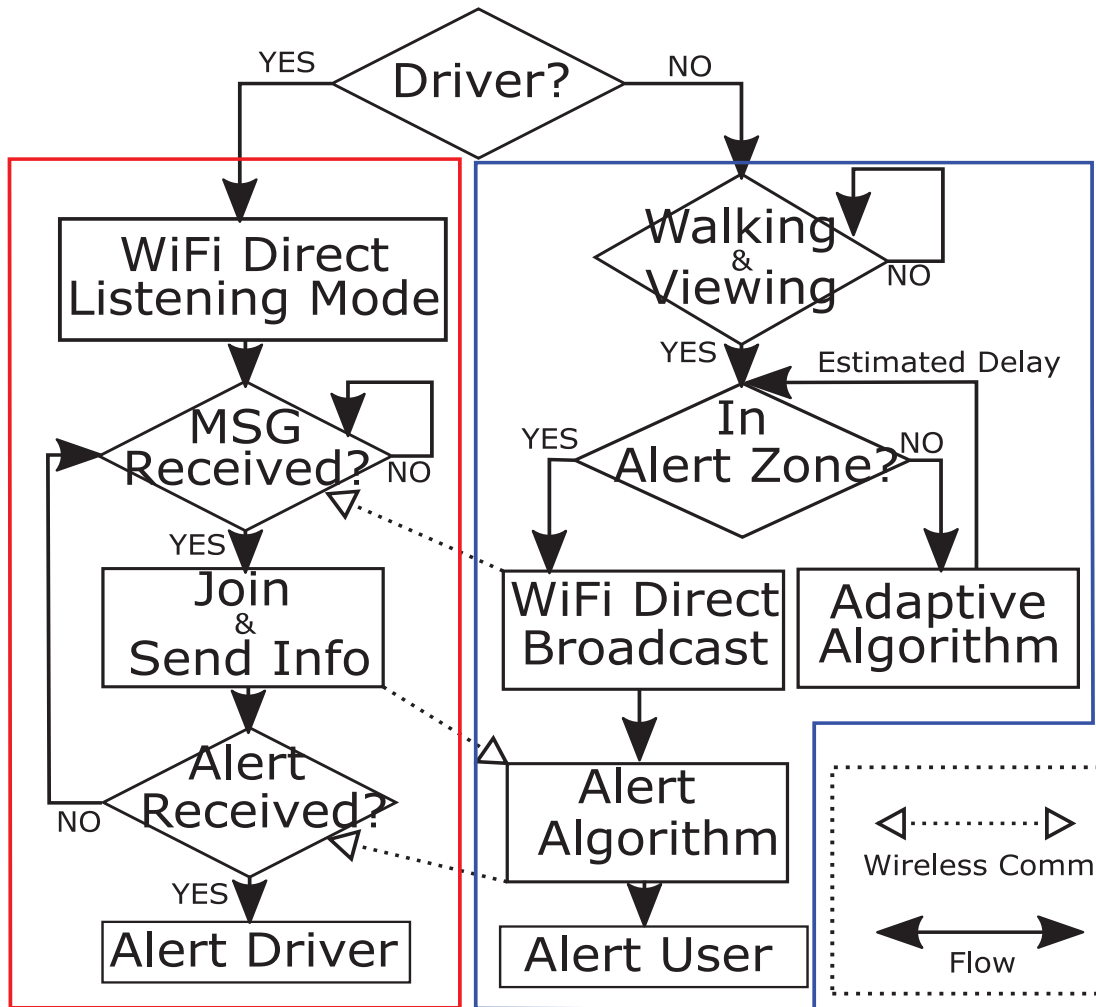 YES
Driver?
NO
WiFi Direct
Listening Mode
MSG
Received?
NO
YES
Join
&
Send Info
Alert
Received?
NO
YES
Alert Driver
Walking
&
Viewing
NO
YES
Estimated Delay
In
Alert Zone?
YES
NO
WiFi Direct
Broadcast
Adaptive
Algorithm
Alert
Algorithm
Alert User
Wireless Comm
Flow